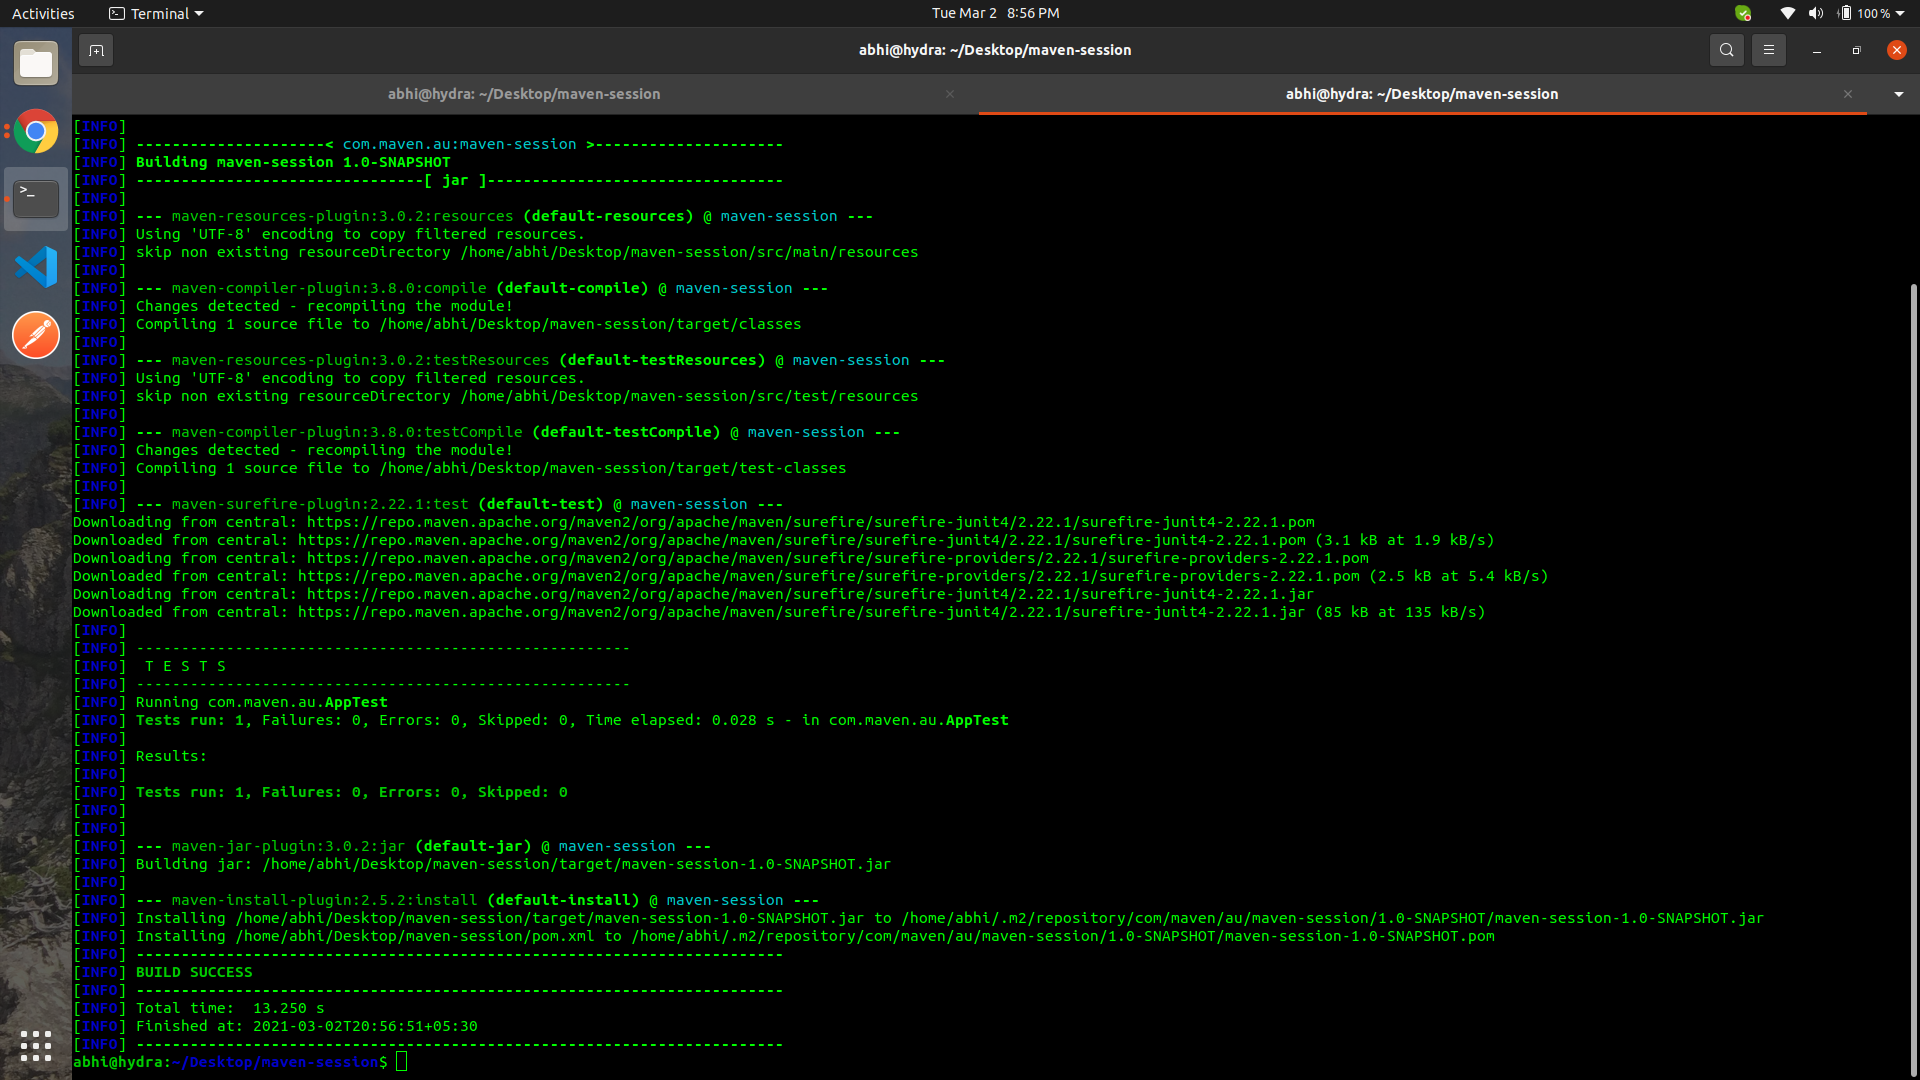 Activities Terminal Tue Mar 2 8:56 PM 100 %
abhi@hydra: ~/Desktop/maven-session
abhi@hydra: ~/Desktop/maven-session abhi@hydra: ~/Desktop/maven-session
[INFO]
[INFO] ---------------------< com.maven.au:maven-session >---------------------
[INFO] Building maven-session 1.0-SNAPSHOT
[INFO] --------------------------------[ jar ]---------------------------------
[INFO]
[INFO] --- maven-resources-plugin:3.0.2:resources (default-resources) @ maven-session ---
[INFO] Using 'UTF-8' encoding to copy filtered resources.
[INFO] skip non existing resourceDirectory /home/abhi/Desktop/maven-session/src/main/resources
[INFO]
[INFO] --- maven-compiler-plugin:3.8.0:compile (default-compile) @ maven-session ---
[INFO] Changes detected - recompiling the module!
[INFO] Compiling 1 source file to /home/abhi/Desktop/maven-session/target/classes
[INFO]
[INFO] --- maven-resources-plugin:3.0.2:testResources (default-testResources) @ maven-session ---
[INFO] Using 'UTF-8' encoding to copy filtered resources.
[INFO] skip non existing resourceDirectory /home/abhi/Desktop/maven-session/src/test/resources
[INFO]
[INFO] --- maven-compiler-plugin:3.8.0:testCompile (default-testCompile) @ maven-session ---
[INFO] Changes detected - recompiling the module!
[INFO] Compiling 1 source file to /home/abhi/Desktop/maven-session/target/test-classes
[INFO]
[INFO] --- maven-surefire-plugin:2.22.1:test (default-test) @ maven-session ---
Downloading from central: https://repo.maven.apache.org/maven2/org/apache/maven/surefire/surefire-junit4/2.22.1/surefire-junit4-2.22.1.pom
Downloaded from central: https://repo.maven.apache.org/maven2/org/apache/maven/surefire/surefire-junit4/2.22.1/surefire-junit4-2.22.1.pom (3.1 kB at 1.9 kB/s)
Downloading from central: https://repo.maven.apache.org/maven2/org/apache/maven/surefire/surefire-providers/2.22.1/surefire-providers-2.22.1.pom
Downloaded from central: https://repo.maven.apache.org/maven2/org/apache/maven/surefire/surefire-providers/2.22.1/surefire-providers-2.22.1.pom (2.5 kB at 5.4 kB/s)
Downloading from central: https://repo.maven.apache.org/maven2/org/apache/maven/surefire/surefire-junit4/2.22.1/surefire-junit4-2.22.1.jar
Downloaded from central: https://repo.maven.apache.org/maven2/org/apache/maven/surefire/surefire-junit4/2.22.1/surefire-junit4-2.22.1.jar (85 kB at 135 kB/s)
[INFO]
[INFO] -------------------------------------------------------
[INFO]  T E S T S
[INFO] -------------------------------------------------------
[INFO] Running com.maven.au.AppTest
[INFO] Tests run: 1, Failures: 0, Errors: 0, Skipped: 0, Time elapsed: 0.028 s - in com.maven.au.AppTest
[INFO]
[INFO] Results:
[INFO]
[INFO] Tests run: 1, Failures: 0, Errors: 0, Skipped: 0
[INFO]
[INFO]
[INFO] --- maven-jar-plugin:3.0.2:jar (default-jar) @ maven-session ---
[INFO] Building jar: /home/abhi/Desktop/maven-session/target/maven-session-1.0-SNAPSHOT.jar
[INFO]
[INFO] --- maven-install-plugin:2.5.2:install (default-install) @ maven-session ---
[INFO] Installing /home/abhi/Desktop/maven-session/target/maven-session-1.0-SNAPSHOT.jar to /home/abhi/.m2/repository/com/maven/au/maven-session/1.0-SNAPSHOT/maven-session-1.0-SNAPSHOT.jar
[INFO] Installing /home/abhi/Desktop/maven-session/pom.xml to /home/abhi/.m2/repository/com/maven/au/maven-session/1.0-SNAPSHOT/maven-session-1.0-SNAPSHOT.pom
[INFO] ------------------------------------------------------------------------
[INFO] BUILD SUCCESS
[INFO] ------------------------------------------------------------------------
[INFO] Total time:  13.250 s
[INFO] Finished at: 2021-03-02T20:56:51+05:30
[INFO] ------------------------------------------------------------------------
abhi@hydra:~/Desktop/maven-session$